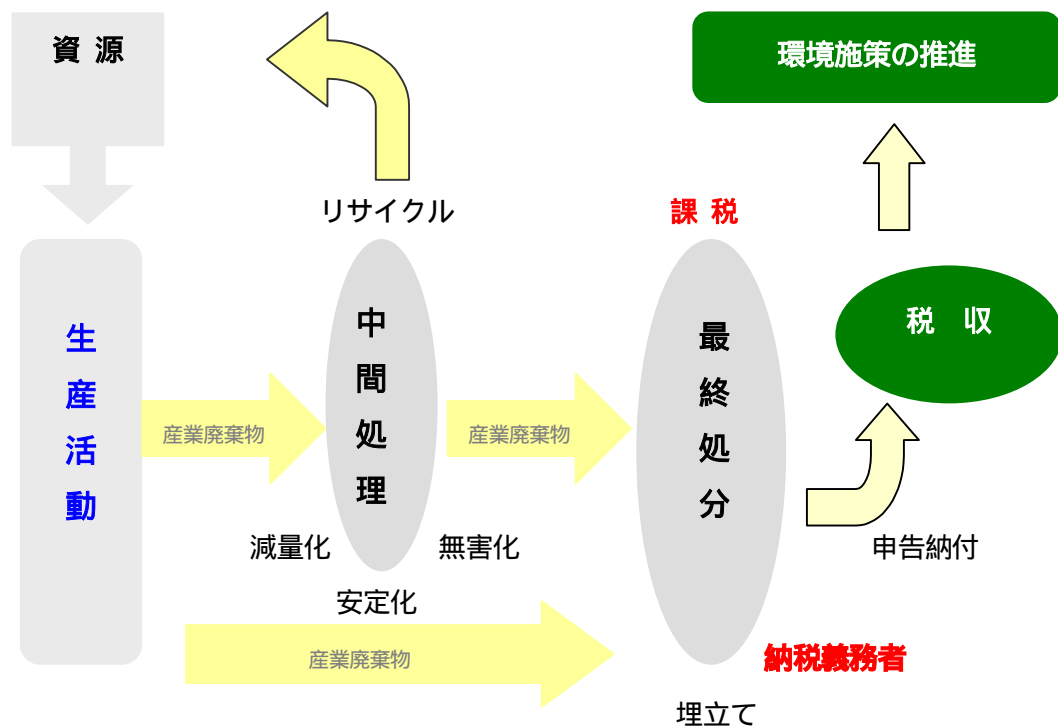 資 源
環境施策の推進
リサイクル
課 税
生産活動
中間処理
最終処分
税 収
産業廃棄物
産業廃棄物
減量化
無害化
申告納付
安定化
産業廃棄物
納税義務者
埋立て